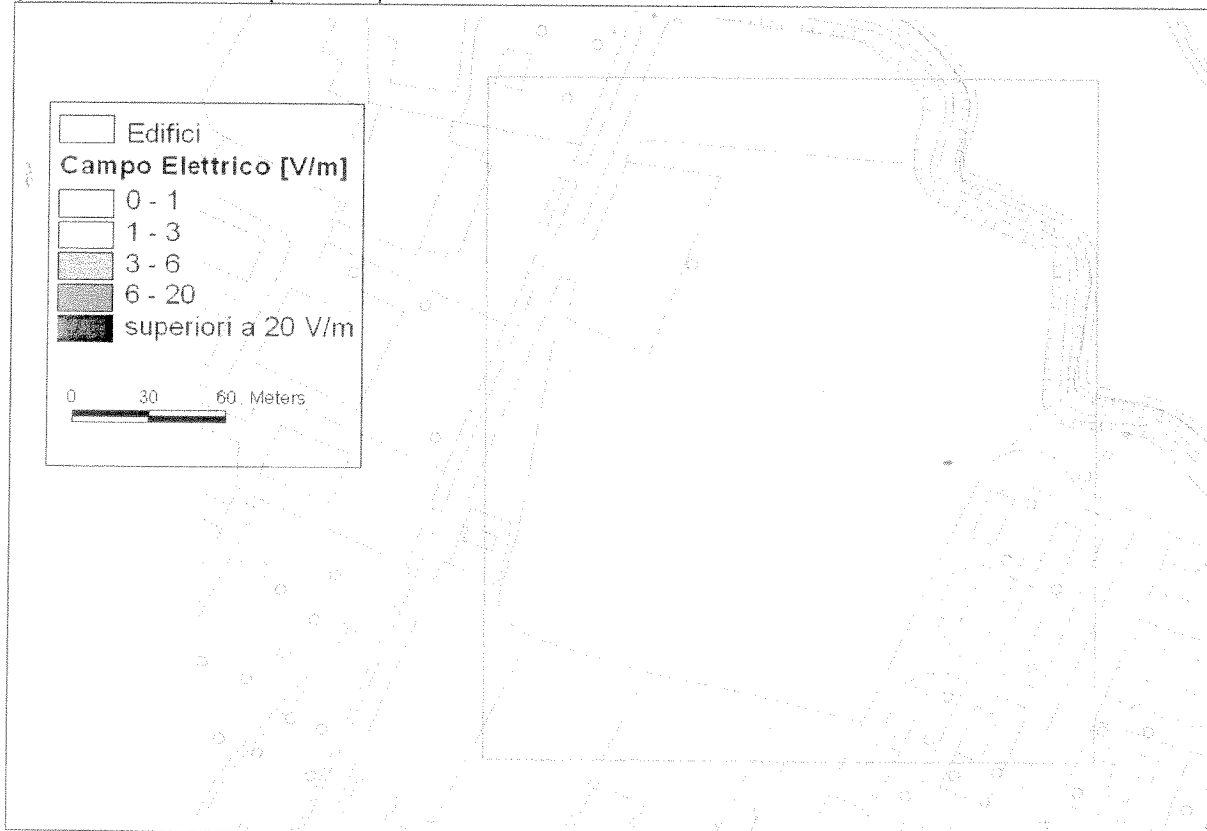 Edifici
Campo Elettrico [V/m]
0 - 1
1 - 3
3 - 6
6 - 20
superiori a 20 V/m
0 30 60 Meters